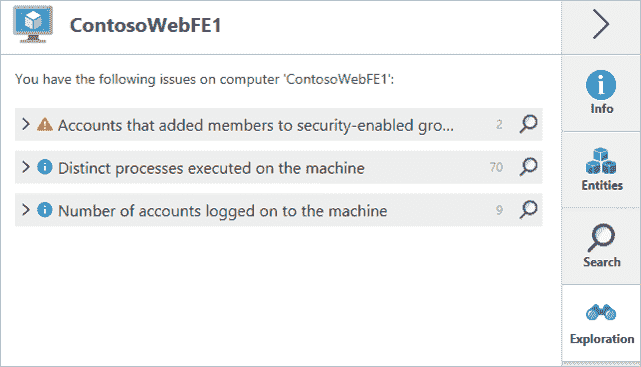 ContosoWebFE1
You have the following issues on computer 'ContosoWebFE1':
Accounts that added members to security-enabled gro... 2
Distinct processes executed on the machine 70
Number of accounts logged on to the machine 9
Info
Entities
Search
Exploration